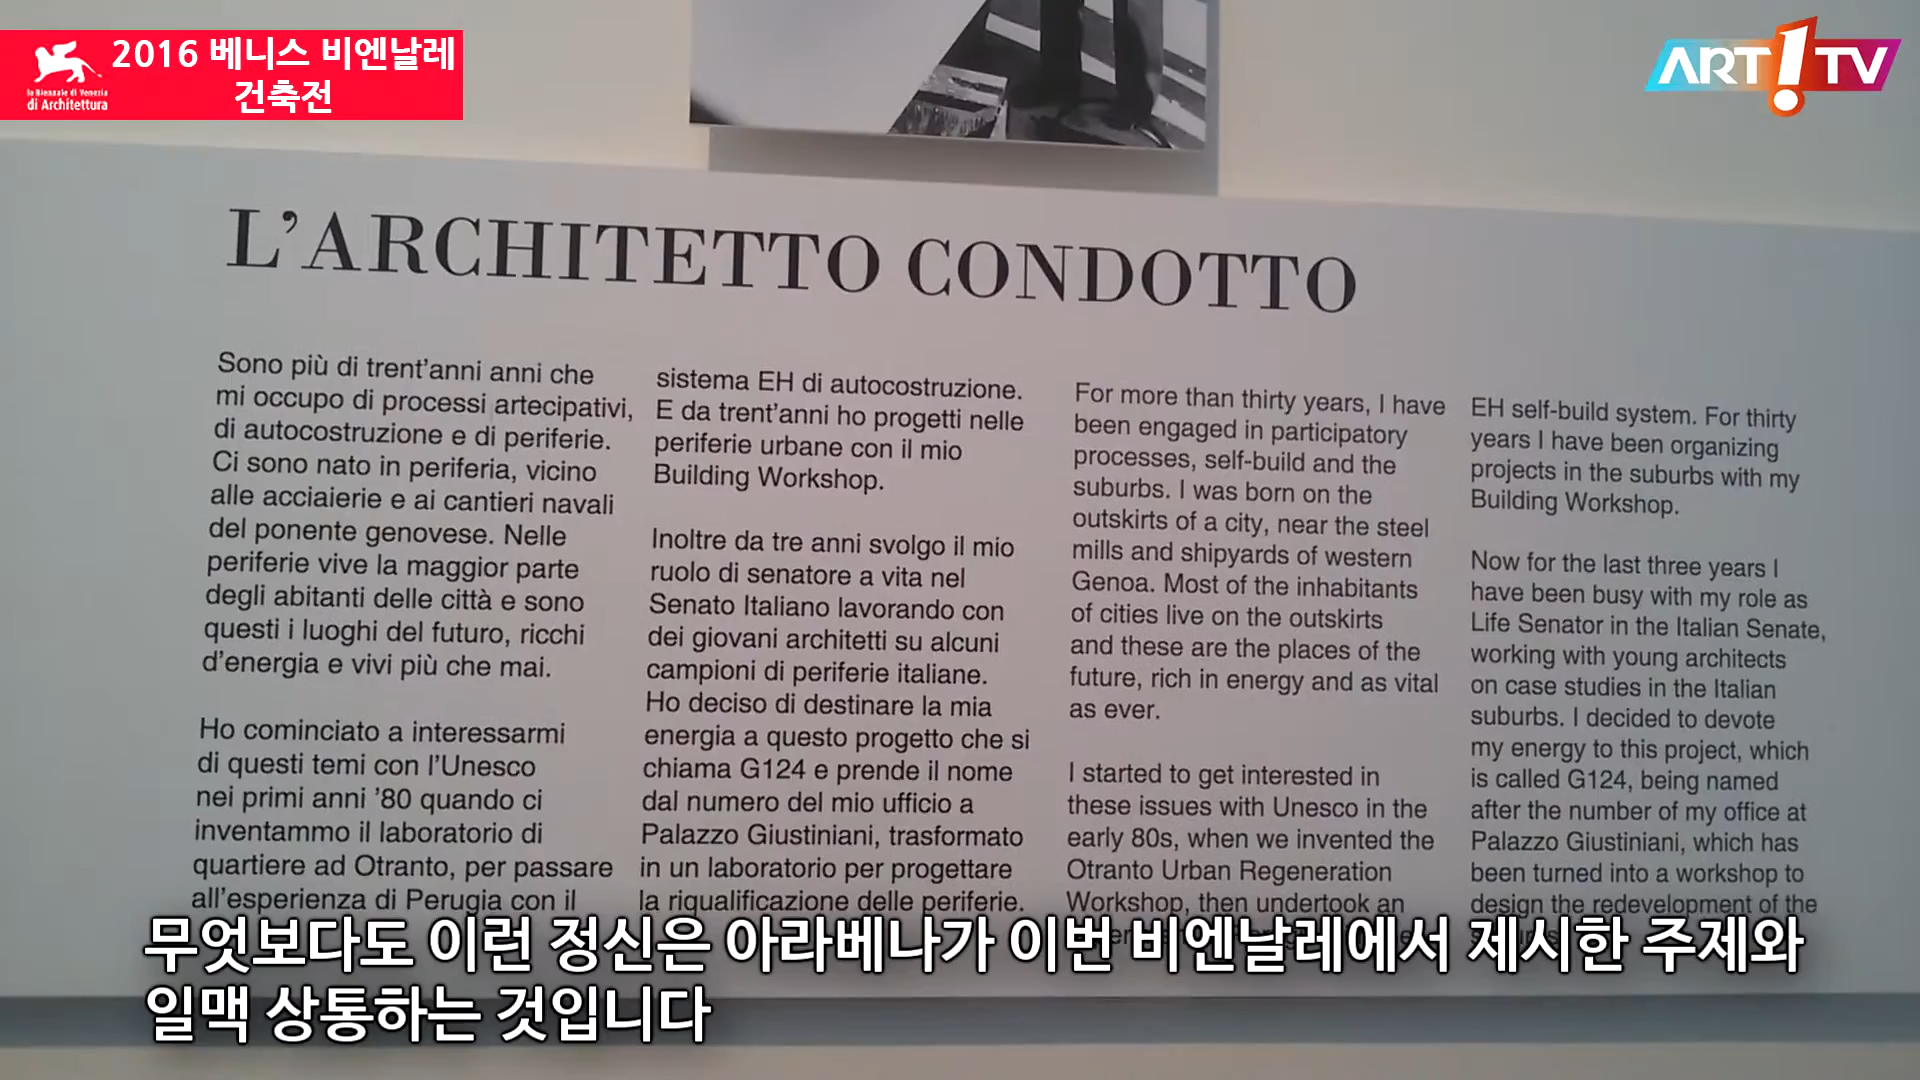 2016 베니스 비엔날레
건축전
la Biennale di Venezia
di Architettura
ART!TV
L'ARCHITETTO CONDOTTO
Sono più di trent'anni anni che
mi occupo di processi artecipativi,
di autocostruzione e di periferie.
Ci sono nato in periferia, vicino
alle acciaierie e ai cantieri navali
del ponente genovese. Nelle
periferie vive la maggior parte
degli abitanti delle città e sono
questi i luoghi del futuro, ricchi
d'energia e vivi più che mai.
Ho cominciato a interessarmi
di questi temi con l'Unesco
nei primi anni '80 quando ci
inventammo il laboratorio di
quartiere ad Otranto, per passare
all'esperienza di Perugia con il
sistema EH di autocostruzione.
E da trent'anni ho progetti nelle
periferie urbane con il mio
Building Workshop.
Inoltre da tre anni svolgo il mio
ruolo di senatore a vita nel
Senato Italiano lavorando con
dei giovani architetti su alcuni
campioni di periferie italiane.
Ho deciso di destinare la mia
energia a questo progetto che si
chiama G124 e prende il nome
dal numero del mio ufficio a
Palazzo Giustiniani, trasformato
in un laboratorio per progettare
la riqualificazione delle periferie.
For more than thirty years, I have
been engaged in participatory
processes, self-build and the
suburbs. I was born on the
outskirts of a city, near the steel
mills and shipyards of western
Genoa. Most of the inhabitants
of cities live on the outskirts
and these are the places of the
future, rich in energy and as vital
as ever.
I started to get interested in
these issues with Unesco in the
early 80s, when we invented the
Otranto Urban Regeneration
Workshop, then undertook an
EH self-build system. For thirty
years I have been organizing
projects in the suburbs with my
Building Workshop.
Now for the last three years I
have been busy with my role as
Life Senator in the Italian Senate,
working with young architects
on case studies in the Italian
suburbs. I decided to devote
my energy to this project, which
is called G124, being named
after the number of my office at
Palazzo Giustiniani, which has
been turned into a workshop to
design the redevelopment of the
무엇보다도 이런 정신은 아라베나가 이번 비엔날레에서 제시한 주제와
일맥 상통하는 것입니다